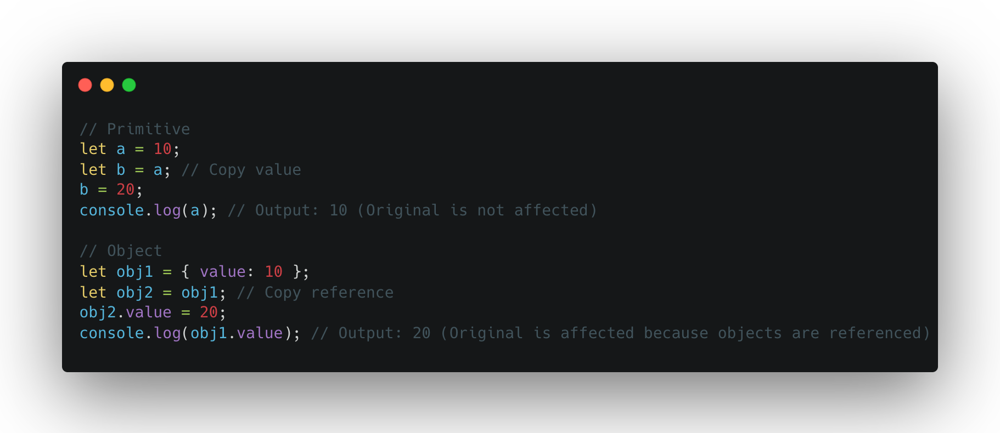 // Primitive
let a = 10;
let b = a; // Copy value
b = 20;
console.log(a); // Output: 10 (Original is not affected)
// Object
let obj1 = { value: 10 };
let obj2 = obj1; // Copy reference
obj2.value = 20;
console.log(obj1.value); // Output: 20 (Original is affected because objects are referenced)